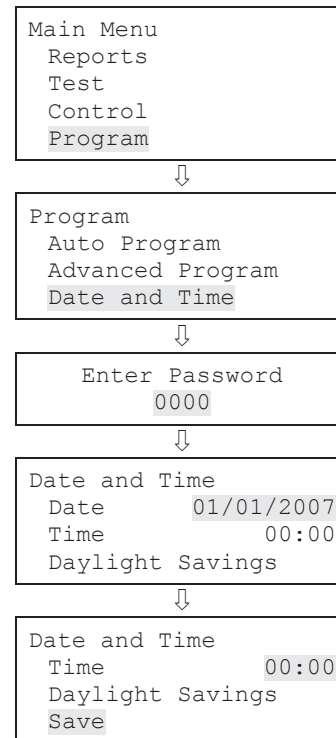 Main Menu
Reports
Test
Control
Program
Program
Auto Program
Advanced Program
Date and Time
Enter Password
0000
Date and Time
Date 01/01/2007
Time 00:00
Daylight Savings
Date and Time
Time 00:00
Daylight Savings
Save